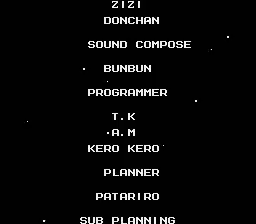 ZIZI
DONCHAN
SOUND COMPOSE
BUNBUN
PROGRAMMER
T.K
A.M
KERO KERO
PLANNER
PATARIRO
SUB PLANNING